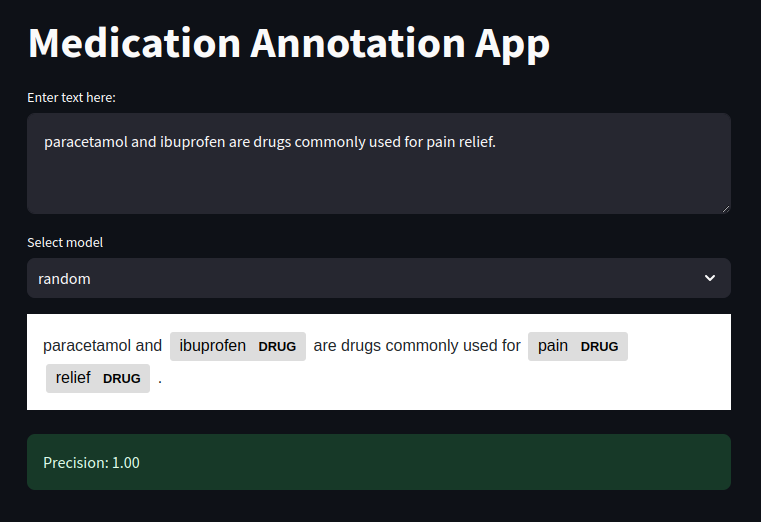 Medication Annotation App
Enter text here:
paracetamol and ibuprofen are drugs commonly used for pain relief.
Select model
random
paracetamol and ibuprofen DRUG are drugs commonly used for pain DRUG
relief DRUG .
Precision: 1.00